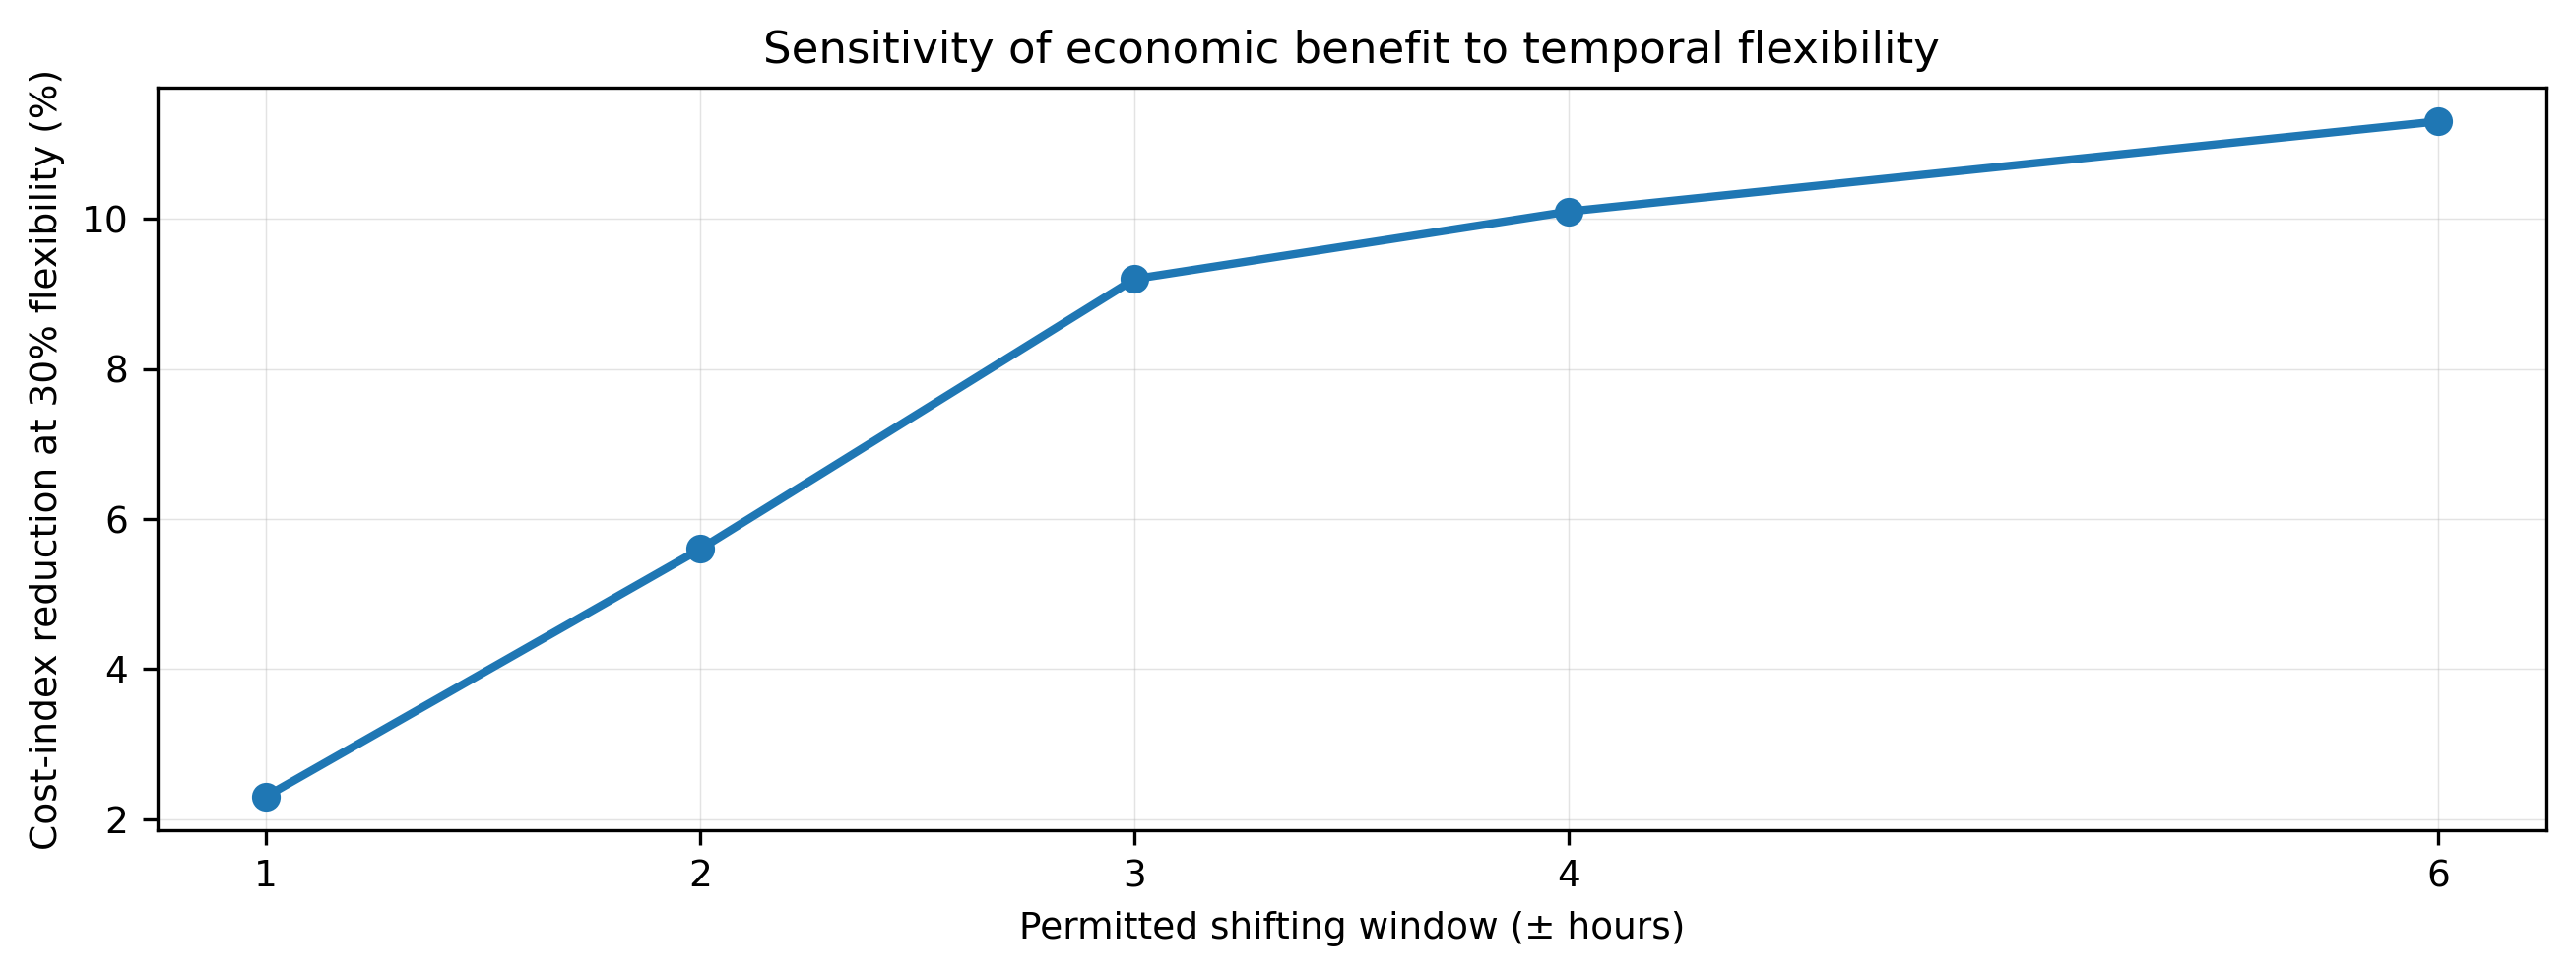 Sensitivity of economic benefit to temporal flexibility
Cost-index reduction at 30% flexibility (%)
10
8
6
4
2
1 2 3 4 6
Permitted shifting window (± hours)